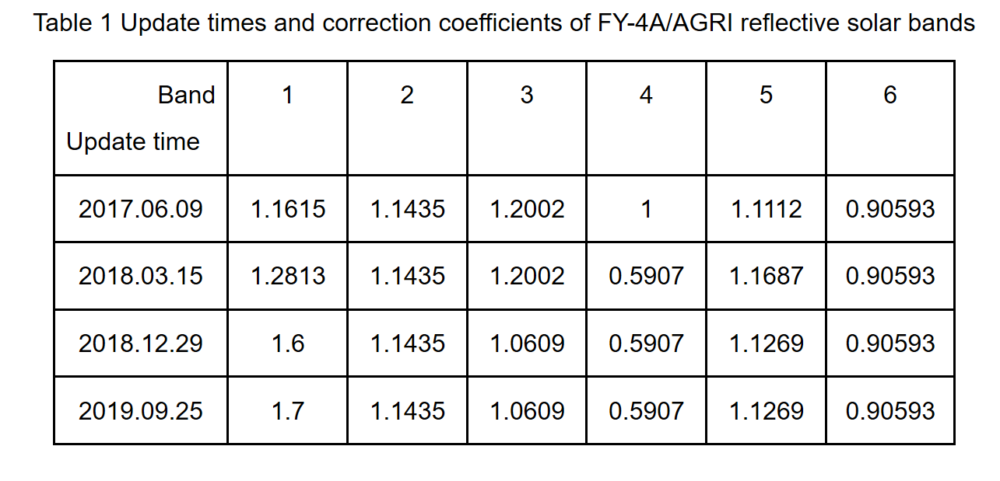 Table 1 Update times and correction coefficients of FY-4A/AGRI reflective solar bands
Band 1 2 3 4 5 6
Update time
2017.06.09 1.1615 1.1435 1.2002 1 1.1112 0.90593
2018.03.15 1.2813 1.1435 1.2002 0.5907 1.1687 0.90593
2018.12.29 1.6 1.1435 1.0609 0.5907 1.1269 0.90593
2019.09.25 1.7 1.1435 1.0609 0.5907 1.1269 0.90593